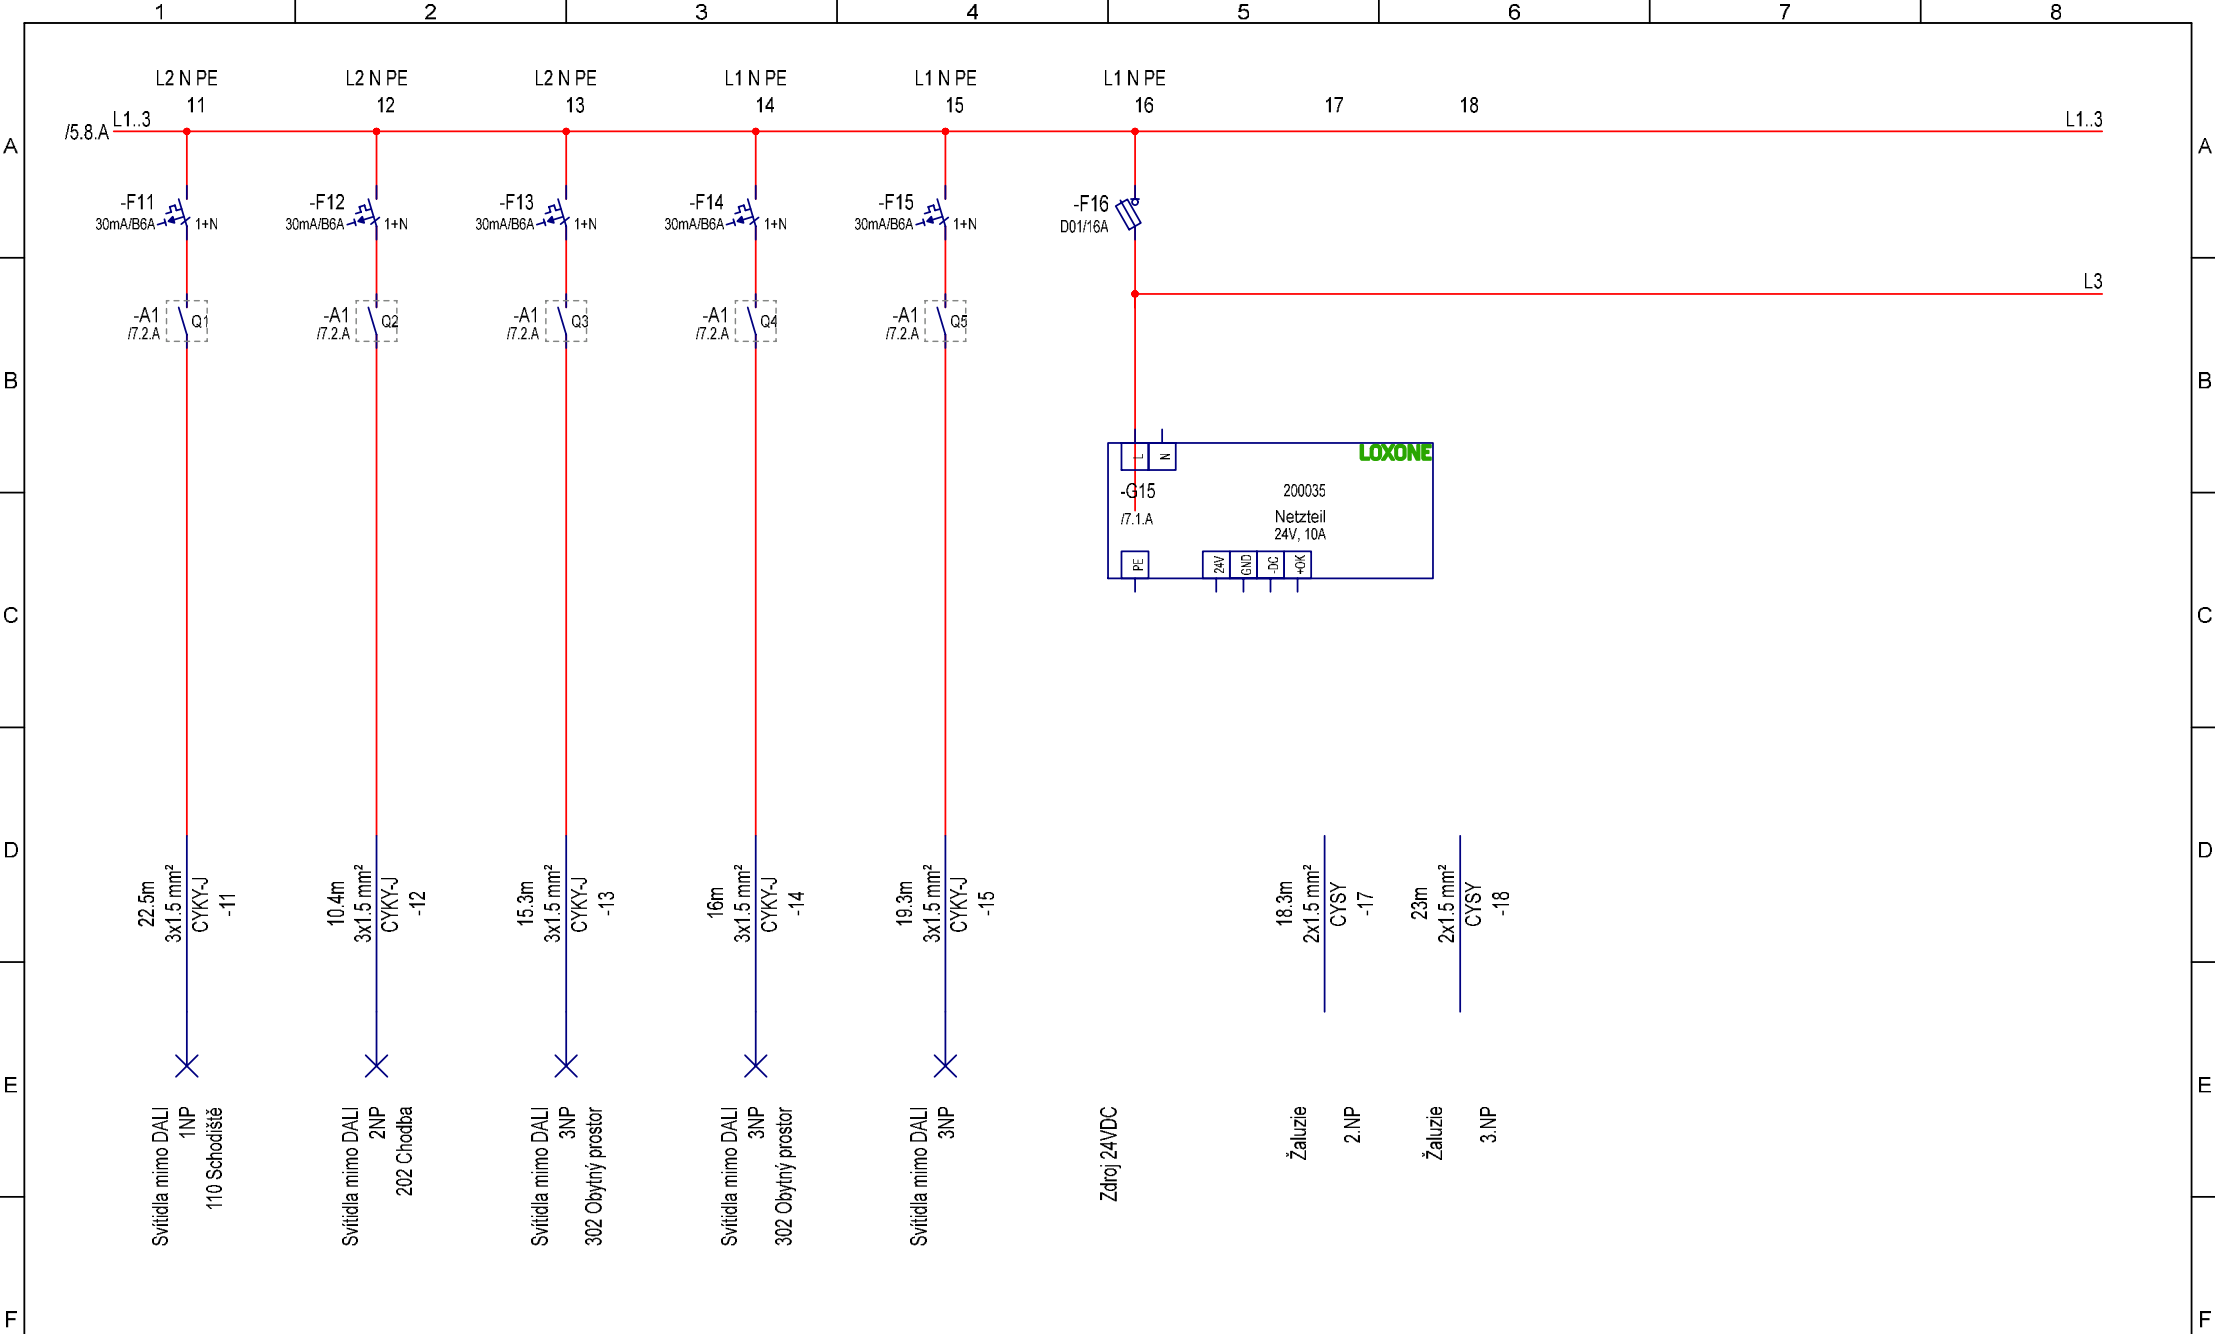 1 2 3 4 5 6 7 8
L2 N PE L2 N PE L2 N PE L1 N PE L1 N PE L1 N PE
11 12 13 14 15 16 17 18
/5.8.A L1..3 L1..3
A A
-F11 -F12 -F13 -F14 -F15 -F16
30mA/B6A 1+N 30mA/B6A 1+N 30mA/B6A 1+N 30mA/B6A 1+N 30mA/B6A 1+N D01/16A
L3
-A1 Q1 -A1 Q2 -A1 Q3 -A1 Q4 -A1 Q5
/7.2.A /7.2.A /7.2.A /7.2.A /7.2.A
B B
L N LOXONE
-G15 200035
/7.1.A Netzteil
24V, 10A
PE 24V GND -DC +OK
C C
D D
22.5m
3x1.5 mm²
CYKY-J
-11
10.4m
3x1.5 mm²
CYKY-J
-12
15.3m
3x1.5 mm²
CYKY-J
-13
16m
3x1.5 mm²
CYKY-J
-14
19.3m
3x1.5 mm²
CYKY-J
-15
18.3m
2x1.5 mm²
CYSY
-17
23m
2x1.5 mm²
CYSY
-18
E E
Svítidla mimo DALI
1NP
110 Schodiště
Svítidla mimo DALI
2NP
202 Chodba
Svítidla mimo DALI
3NP
302 Obytný prostor
Svítidla mimo DALI
3NP
302 Obytný prostor
Svítidla mimo DALI
3NP
Zdroj 24VDC
Žaluzie
2.NP
Žaluzie
3.NP
F F